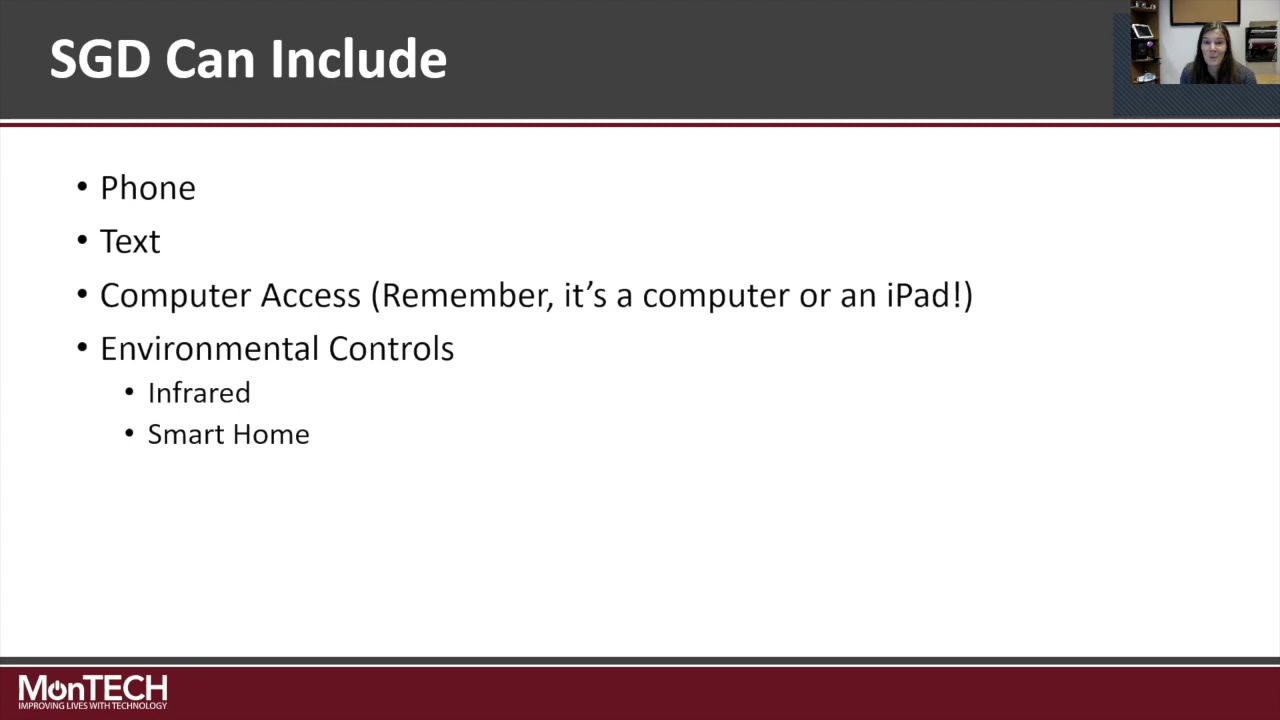 SGD Can Include
• Phone
• Text
• Computer Access (Remember, it’s a computer or an iPad!)
• Environmental Controls
• Infrared
• Smart Home
MonTECH
IMPROVING LIVES WITH TECHNOLOGY